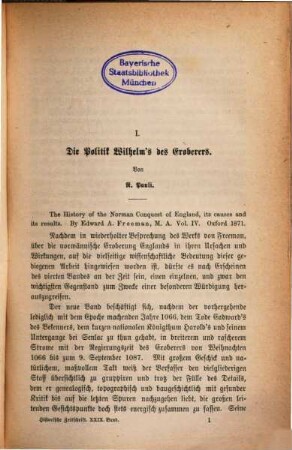 Bayerische
Staatsbibliothek
München
I.
Die Politik Wilhelm's des Eroberers.
Von
R. Pauli.
The History of the Norman Conquest of England, its causes and
its results. By Edward A. Freeman, M. A. Vol. IV. Oxford 1871.
Nachdem in wiederholter Besprechung des Werks von Freeman,
über die normännische Eroberung Englands in ihren Ursachen und
Wirkungen, auf die vielseitige wissenschaftliche Bedeutung dieser ge-
diegenen Arbeit hingewiesen worden ist, dürfte es nach Erscheinen
des vierten Bandes an der Zeit sein, einen, und zwar dem
wichtigsten Gegenstand zum Zwecke einer besonderen Würdigung her-
auszugreifen.
Der neue Band beschäftigt sich, nachdem der vorhergehende
lediglich mit dem Epoche machenden Jahre 1066, dem Tode Eadward's
des Bekenners, dem kurzen nationalen Königthum Harold's und dessen
Untergange bei Senlac zu thun gehabt, in breiterem und rascherem
Strome mit der Regierungszeit des Eroberers von Weihnachten
1066 bis zum 9. September 1087. Mit großem Geschick und na-
türlichem, maßvollem Takt weiß der Verfasser den vielgliederigen
Stoff übersichtlich zu gruppiren und trotz der Fülle des Details,
dem er genealogisch, topographisch und baugeschichtlich mit gesunder
Kritik bis auf die letzten Spuren nachgeht, die großen leiten-
den Gesichtspunkte doch stets energisch zusammen zu fassen. Seine
Historische Zeitschrift. XXIX. Band. 1